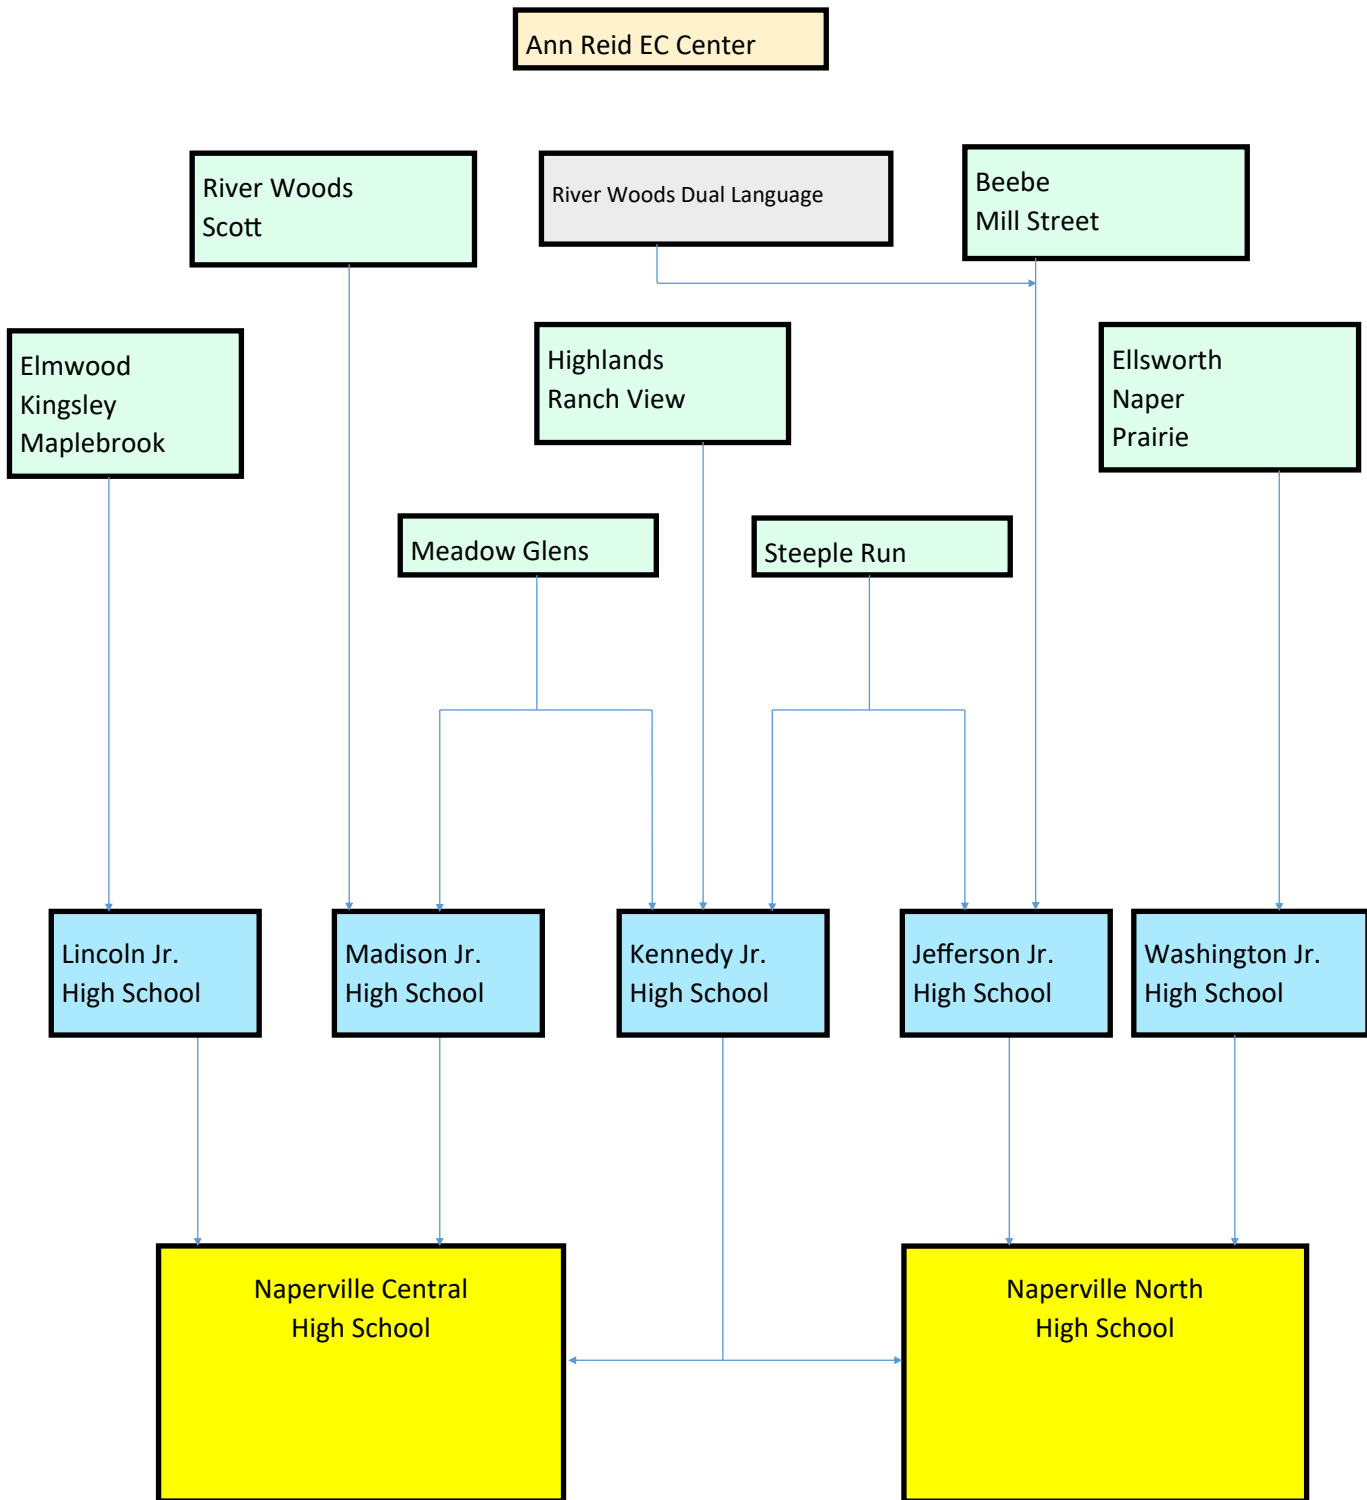 Ann Reid EC Center
River Woods
Scott
River Woods Dual Language
Beebe
Mill Street
Elmwood
Kingsley
Maplebrook
Highlands
Ranch View
Ellsworth
Naper
Prairie
Meadow Glens
Steeple Run
Lincoln Jr.
High School
Madison Jr.
High School
Kennedy Jr.
High School
Jefferson Jr.
High School
Washington Jr.
High School
Naperville Central
High School
Naperville North
High School